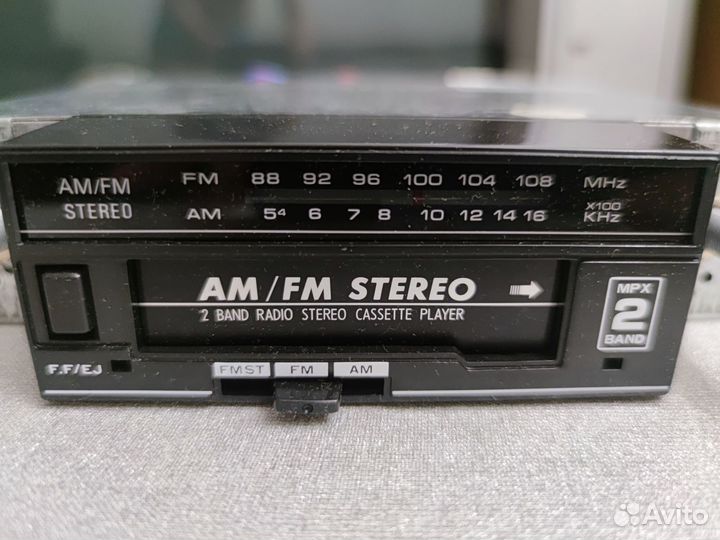 AM/FM FM 88 92 96 100 104 108 MHz
STEREO AM 5⁴ 6 7 8 10 12 14 16 X100 KHz
AM/FM STEREO
2 BAND RADIO STEREO CASSETTE PLAYER
MPX
2
BAND
F.F/EJ
FMST FM AM
Avito